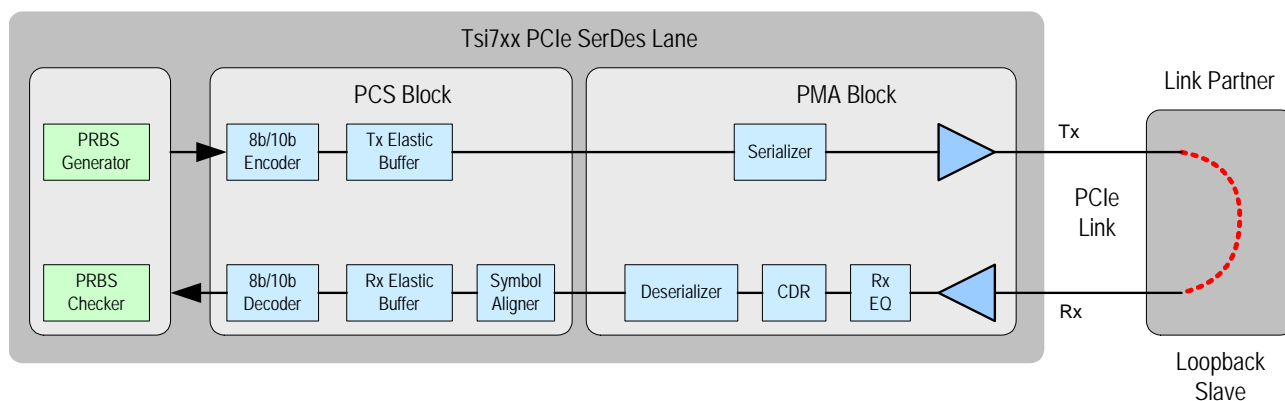 Tsi7xx PCIe SerDes Lane
PCS Block
PMA Block
Link Partner
PRBS
Generator
8b/10b
Encoder
Tx Elastic
Buffer
Serializer
Tx
PCIe
Link
PRBS
Checker
8b/10b
Decoder
Rx Elastic
Buffer
Symbol
Aligner
Deserializer
CDR
Rx
EQ
Rx
Loopback
Slave